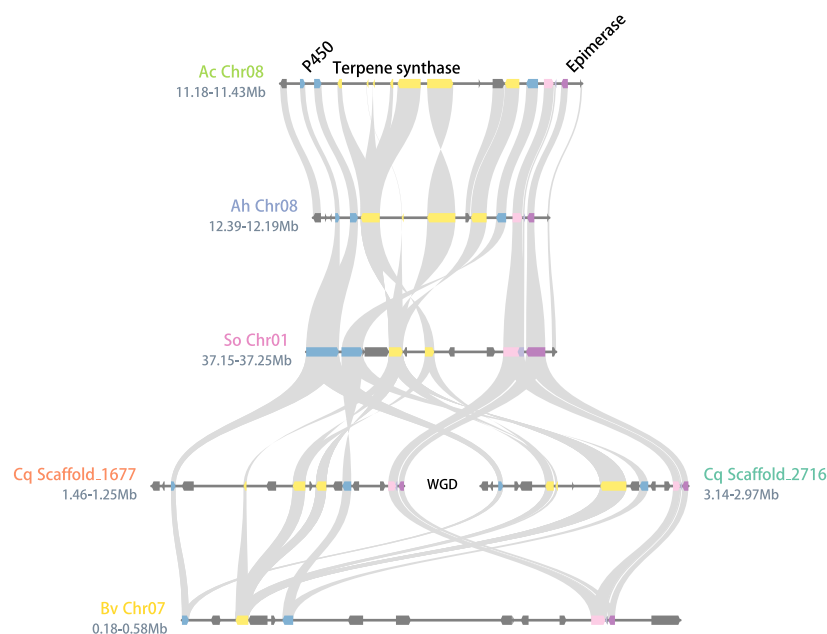 P450
Epimerase
Terpene synthase
Ac Chr08
11.18-11.43Mb
Ah Chr08
12.39-12.19Mb
So Chr01
37.15-37.25Mb
Cq Scaffold_1677
1.46-1.25Mb
WGD
Cq Scaffold_2716
3.14-2.97Mb
Bv Chr07
0.18-0.58Mb